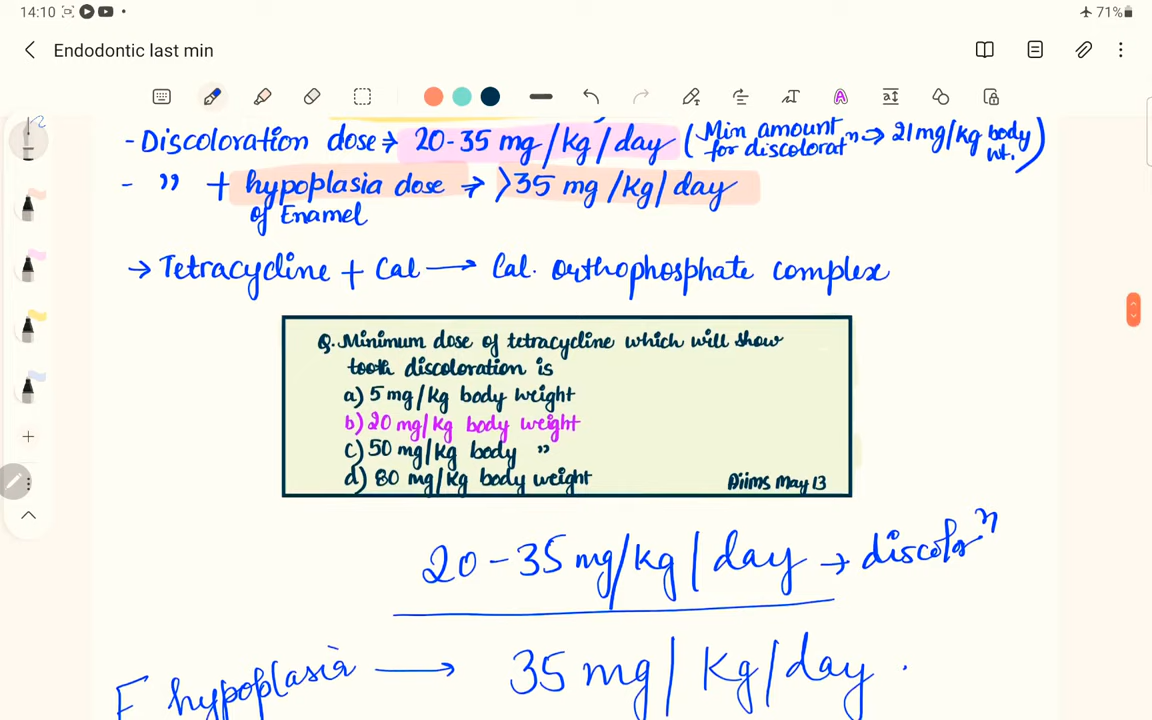 14:10
71%
Endodontic last min
- Discoloration dose → 20-35 mg/kg/day (Min amount for discoloratⁿ → 21mg/kg body wt.)
- " + hypoplasia dose → >35 mg/kg/day
of Enamel
→ Tetracycline + Cal → Cal. Orthophosphate complex
Q. Minimum dose of tetracycline which will show
tooth discoloration is
a) 5 mg/kg body weight
b) 20 mg/kg body weight
c) 50 mg/kg body "
d) 80 mg/kg body weight
Aiims May 13
20-35 mg/kg/day → discolorⁿ
E hypoplasia → 35 mg/kg/day.